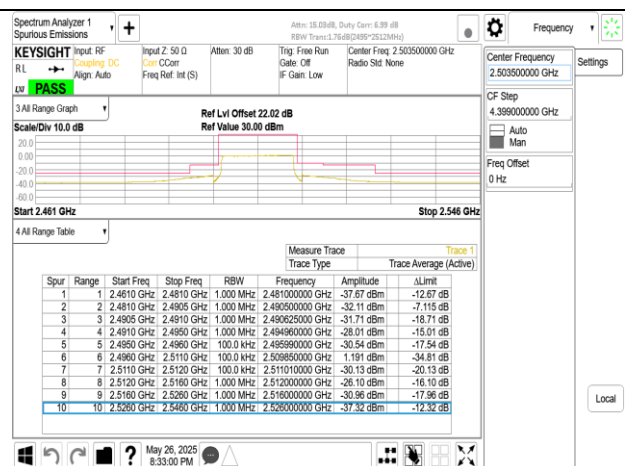 Spectrum Analyzer 1
Spurious Emissions
Attn: 15.03dB, Duty Carr: 6.99 dB
RBW Tranc:1.76dB(2495~2512MHz)
Frequency
KEYSIGHT
Input: RF
Input Z: 50 Ω
Atten: 30 dB
Trig: Free Run
Center Freq: 2.503500000 GHz
RL
Coupling: DC
Corr CCorr
Gate: Off
Radio Std: None
Align: Auto
Freq Ref: Int (S)
IF Gain: Low
LXI
PASS
Center Frequency
2.503500000 GHz
Settings
CF Step
4.399000000 GHz
Auto
Man
Freq Offset
0 Hz
3 All Range Graph
Ref Lvl Offset 22.02 dB
Scale/Div 10.0 dB
Ref Value 30.00 dBm
20.0
0.00
-20.0
-40.0
-60.0
Start 2.461 GHz
Stop 2.546 GHz
4 All Range Table
Measure Trace Trace 1
Trace Type Trace Average (Active)
Spur Range Start Freq Stop Freq RBW Frequency Amplitude ΔLimit
1 1 2.4610 GHz 2.4810 GHz 1.000 MHz 2.481000000 GHz -37.67 dBm -12.67 dB
2 2 2.4810 GHz 2.4905 GHz 1.000 MHz 2.490500000 GHz -32.11 dBm -7.115 dB
3 3 2.4905 GHz 2.4910 GHz 1.000 MHz 2.490625000 GHz -31.71 dBm -18.71 dB
4 4 2.4910 GHz 2.4950 GHz 1.000 MHz 2.494960000 GHz -28.01 dBm -15.01 dB
5 5 2.4950 GHz 2.4960 GHz 100.0 kHz 2.495990000 GHz -30.54 dBm -17.54 dB
6 6 2.4960 GHz 2.5110 GHz 100.0 kHz 2.509850000 GHz 1.191 dBm -34.81 dB
7 7 2.5110 GHz 2.5120 GHz 100.0 kHz 2.511010000 GHz -30.13 dBm -20.13 dB
8 8 2.5120 GHz 2.5160 GHz 1.000 MHz 2.512000000 GHz -26.10 dBm -16.10 dB
9 9 2.5160 GHz 2.5260 GHz 1.000 MHz 2.516000000 GHz -30.96 dBm -17.96 dB
10 10 2.5260 GHz 2.5460 GHz 1.000 MHz 2.526000000 GHz -37.32 dBm -12.32 dB
Local
May 26, 2025
8:33:00 PM